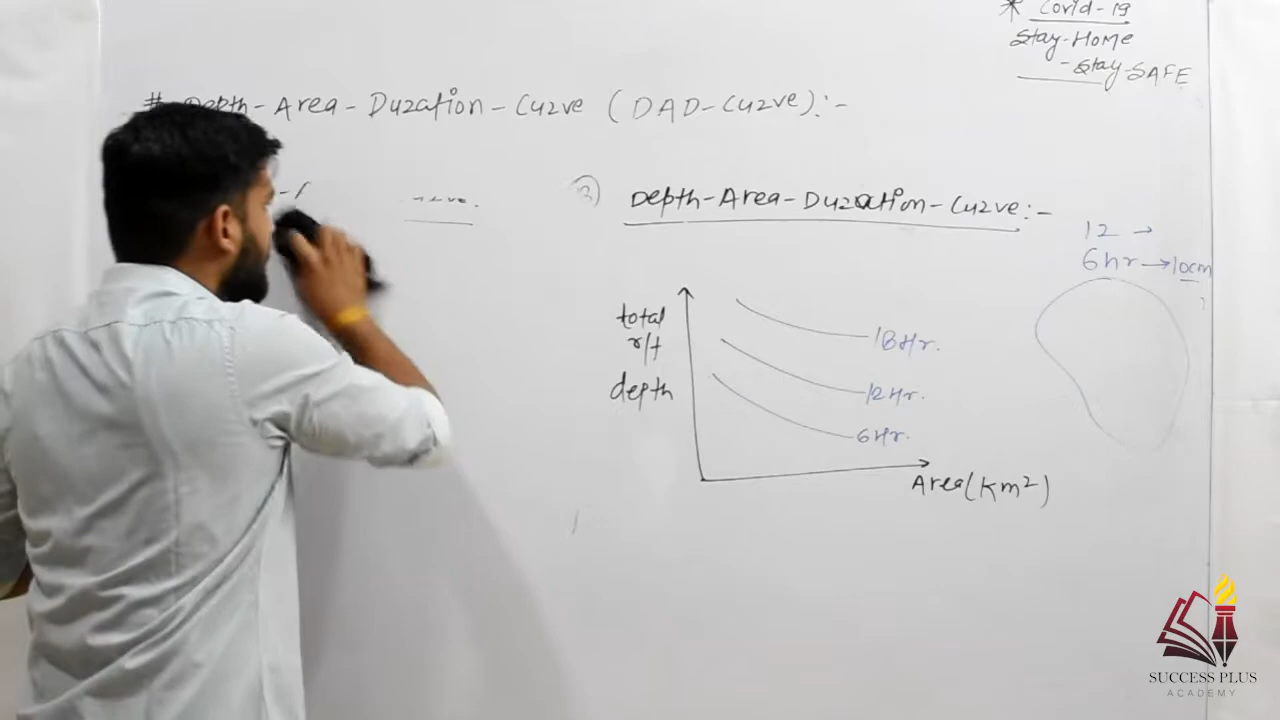 * Covid-19
Stay-Home
-Stay-SAFE
# Depth-Area-Duration-Curve (DAD-Curve):-
3) Depth-Area-Duration-Curve:-
12 →
6hr → 10cm
total
r/f
depth
18Hr.
12Hr.
6Hr.
Area(Km²)
SUCCESS PLUS
ACADEMY